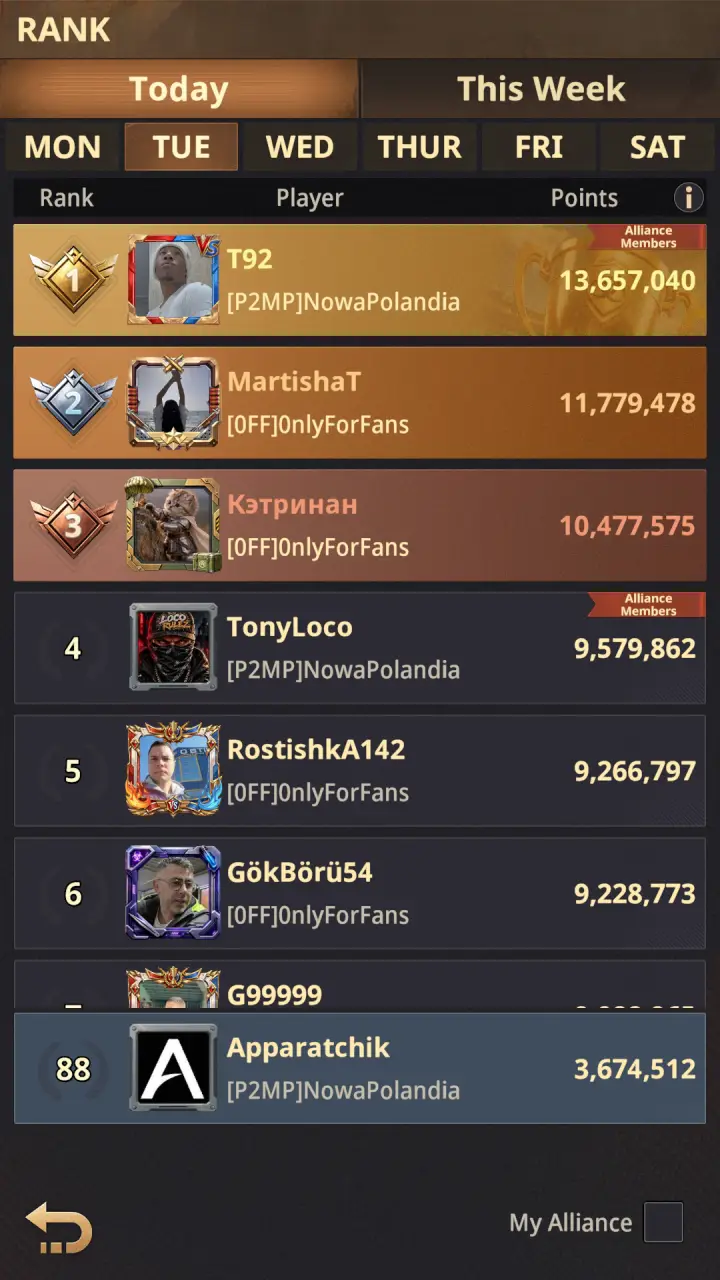 RANK
Today
This Week
MON
TUE
WED
THUR
FRI
SAT
Rank
Player
Points
Alliance
Members
1
T92
[P2MP]NowaPolandia
13,657,040
2
MartishaT
[0FF]0nlyForFans
11,779,478
3
Кэтринан
[0FF]0nlyForFans
10,477,575
Alliance
Members
4
TonyLoco
[P2MP]NowaPolandia
9,579,862
5
RostishkA142
[0FF]0nlyForFans
9,266,797
6
GökBörü54
[0FF]0nlyForFans
9,228,773
G99999
88
Apparatchik
[P2MP]NowaPolandia
3,674,512
My Alliance